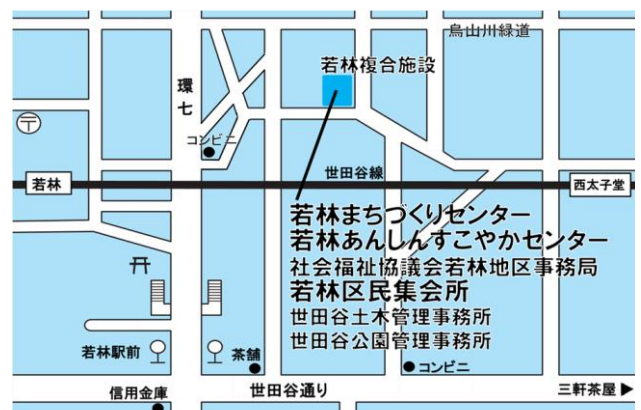 烏山川緑道
若林複合施設
環七
〒
コンビニ
世田谷線
若林
西太子堂
若林まちづくりセンター
若林あんしんすこやかセンター
社会福祉協議会若林地区事務局
若林区民集会所
世田谷土木管理事務所
世田谷公園管理事務所
若林駅前
茶舗
コンビニ
信用金庫
世田谷通り
三軒茶屋▶